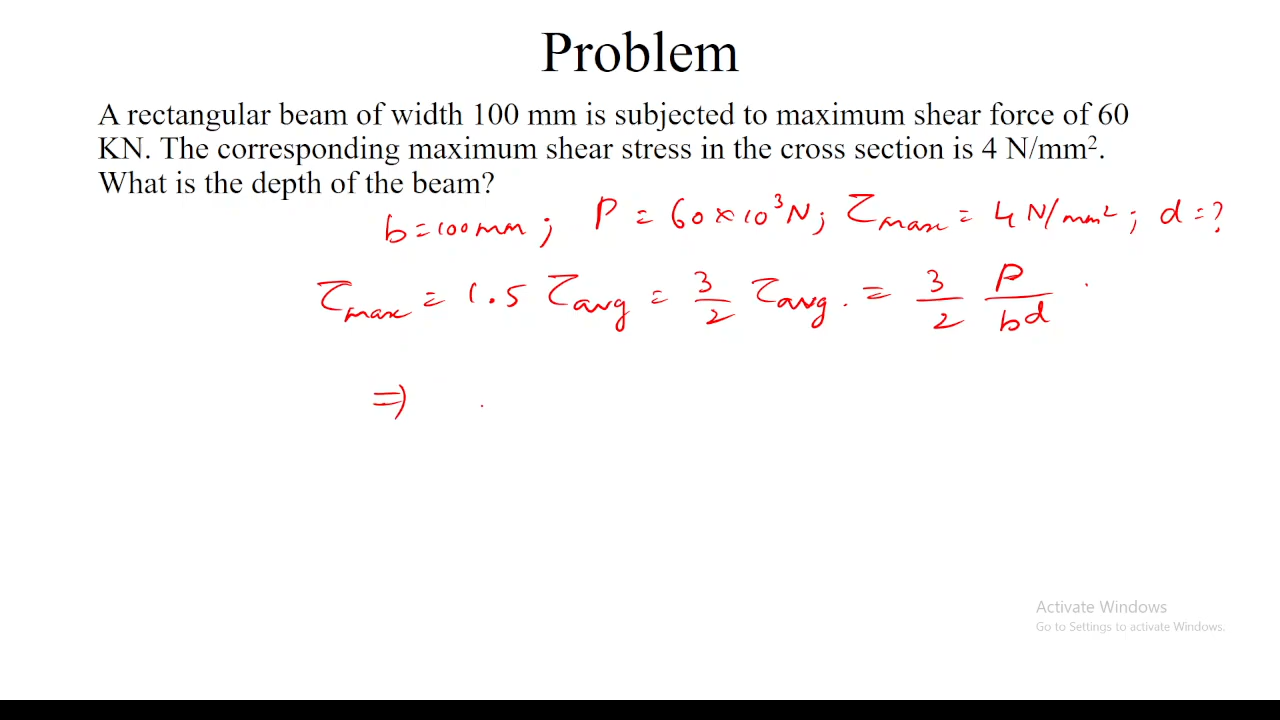 Problem
A rectangular beam of width 100 mm is subjected to maximum shear force of 60
KN. The corresponding maximum shear stress in the cross section is 4 N/mm².
What is the depth of the beam?
b = 100mm ; P = 60 × 10³ N ; τmax = 4 N/mm² ; d = ?
τmax = 1.5 τavg = 3/2 τavg . = 3/2 P/bd
⇒
Activate Windows
Go to Settings to activate Windows.